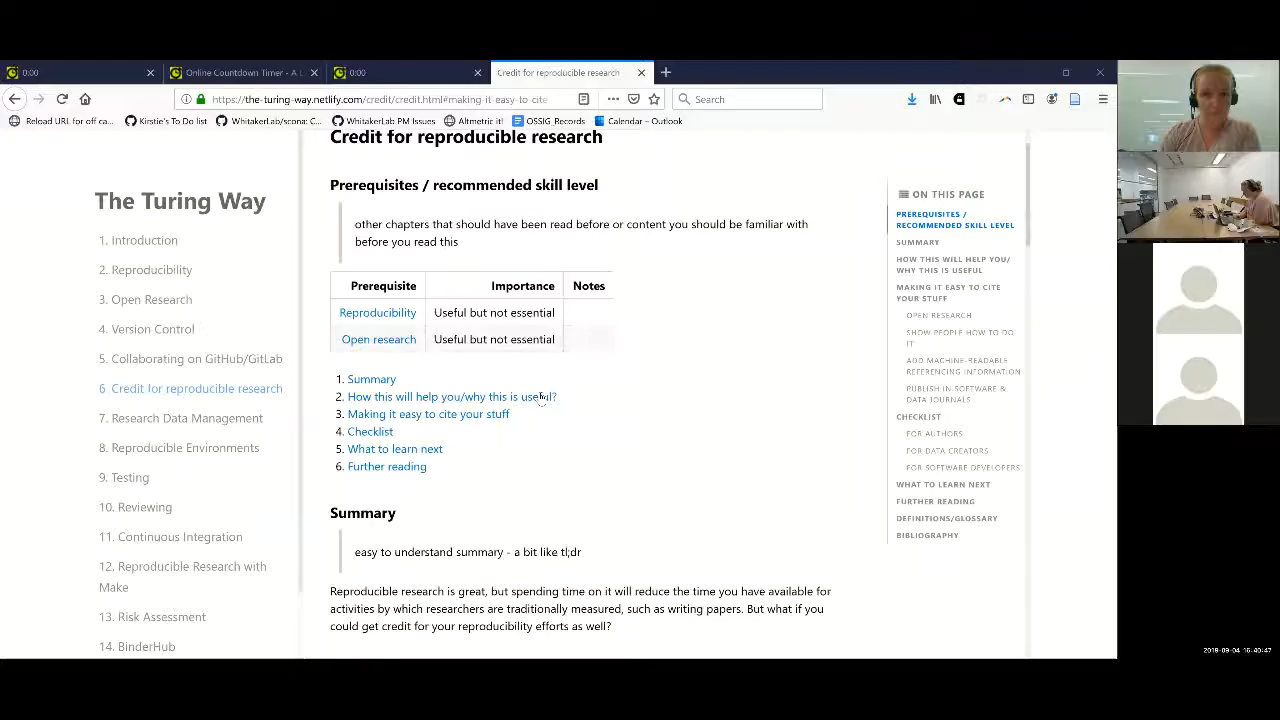 0:00
Online Countdown Timer - A L
0:00
Credit for reproducible research
https://the-turing-way.netlify.com/credit/credit.html#making-it-easy-to-cite
Search
Reload URL for off ca...
Kirstie's To Do list
WhitakerLab/scona: C...
WhitakerLab PM Issues
Altmetric it!
OSSIG_Records
Calendar – Outlook
The Turing Way
1. Introduction
2. Reproducibility
3. Open Research
4. Version Control
5. Collaborating on GitHub/GitLab
6 Credit for reproducible research
7. Research Data Management
8. Reproducible Environments
9. Testing
10. Reviewing
11. Continuous Integration
12. Reproducible Research with
Make
13. Risk Assessment
14. BinderHub
Credit for reproducible research
Prerequisites / recommended skill level
other chapters that should have been read before or content you should be familiar with
before you read this
Prerequisite Importance Notes
Reproducibility Useful but not essential
Open research Useful but not essential
1. Summary
2. How this will help you/why this is useful?
3. Making it easy to cite your stuff
4. Checklist
5. What to learn next
6. Further reading
Summary
easy to understand summary - a bit like tl;dr
Reproducible research is great, but spending time on it will reduce the time you have available for
activities by which researchers are traditionally measured, such as writing papers. But what if you
could get credit for your reproducibility efforts as well?
ON THIS PAGE
PREREQUISITES /
RECOMMENDED SKILL LEVEL
SUMMARY
HOW THIS WILL HELP YOU/
WHY THIS IS USEFUL
MAKING IT EASY TO CITE
YOUR STUFF
OPEN RESEARCH
SHOW PEOPLE HOW TO DO
IT
ADD MACHINE-READABLE
REFERENCING INFORMATION
PUBLISH IN SOFTWARE &
DATA JOURNALS
CHECKLIST
FOR AUTHORS
FOR DATA CREATORS
FOR SOFTWARE DEVELOPERS
WHAT TO LEARN NEXT
FURTHER READING
DEFINITIONS/GLOSSARY
BIBLIOGRAPHY
2019-09-04 16:40:47